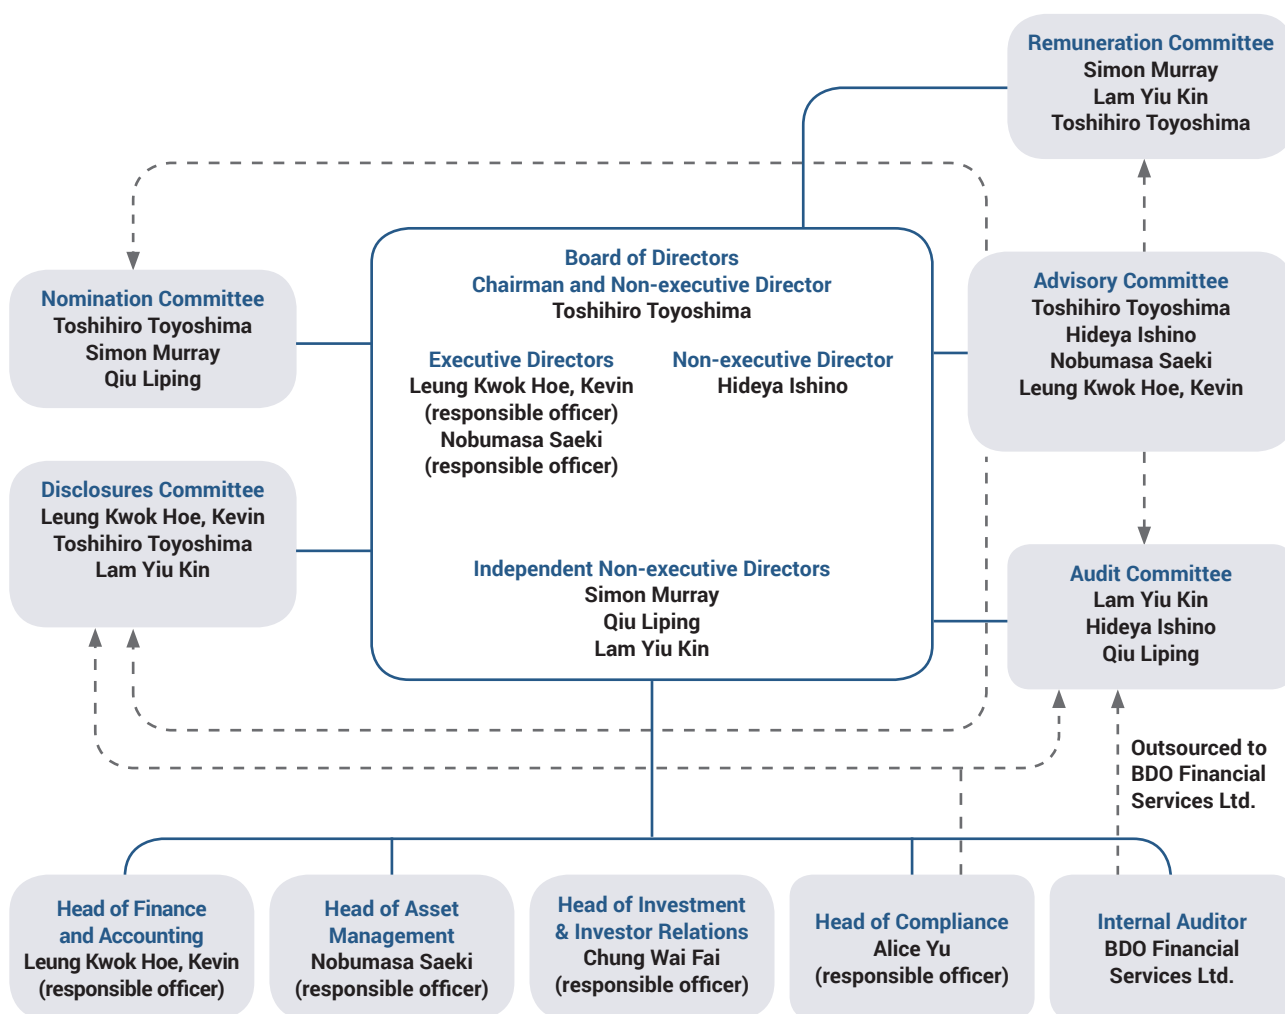 Remuneration Committee
Simon Murray
Lam Yiu Kin
Toshihiro Toyoshima
Board of Directors
Chairman and Non-executive Director
Toshihiro Toyoshima
Executive Directors
Leung Kwok Hoe, Kevin
(responsible officer)
Nobumasa Saeki
(responsible officer)
Non-executive Director
Hideya Ishino
Independent Non-executive Directors
Simon Murray
Qiu Liping
Lam Yiu Kin
Nomination Committee
Toshihiro Toyoshima
Simon Murray
Qiu Liping
Advisory Committee
Toshihiro Toyoshima
Hideya Ishino
Nobumasa Saeki
Leung Kwok Hoe, Kevin
Disclosures Committee
Leung Kwok Hoe, Kevin
Toshihiro Toyoshima
Lam Yiu Kin
Audit Committee
Lam Yiu Kin
Hideya Ishino
Qiu Liping
Outsourced to
BDO Financial
Services Ltd.
Head of Finance
and Accounting
Leung Kwok Hoe, Kevin
(responsible officer)
Head of Asset
Management
Nobumasa Saeki
(responsible officer)
Head of Investment
& Investor Relations
Chung Wai Fai
(responsible officer)
Head of Compliance
Alice Yu
(responsible officer)
Internal Auditor
BDO Financial
Services Ltd.